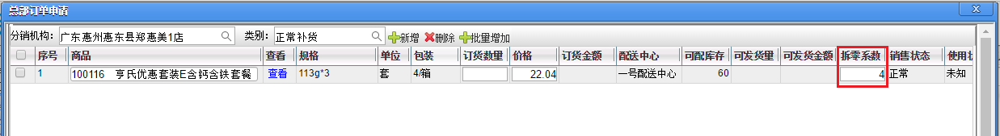 总部订单申请
分销机构: 广东惠州惠东县郑惠美1店 类别: 正常补货 新增 删除 批量增加
序号 商品 查看 规格 单位 包装 订货数量 价格 订货金额 配送中心 可配库存 可发货量 可发货金额 拆零系数 销售状态 使用状
1 100116 亨氏优惠套装E含钙含铁套餐 查看 113g*3 套 4/箱 22.04 一号配送中心 60 4 正常 未知